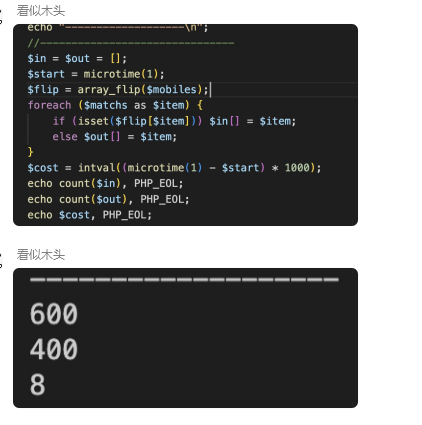 看似木头
echo "-------------------\n";
//------------------------------
$in = $out = [];
$start = microtime(1);
$flip = array_flip($mobiles);
foreach ($matchs as $item) {
if (isset($flip[$item])) $in[] = $item;
else $out[] = $item;
}
$cost = intval((microtime(1) - $start) * 1000);
echo count($in), PHP_EOL;
echo count($out), PHP_EOL;
echo $cost, PHP_EOL;
看似木头
-------------------
600
400
8